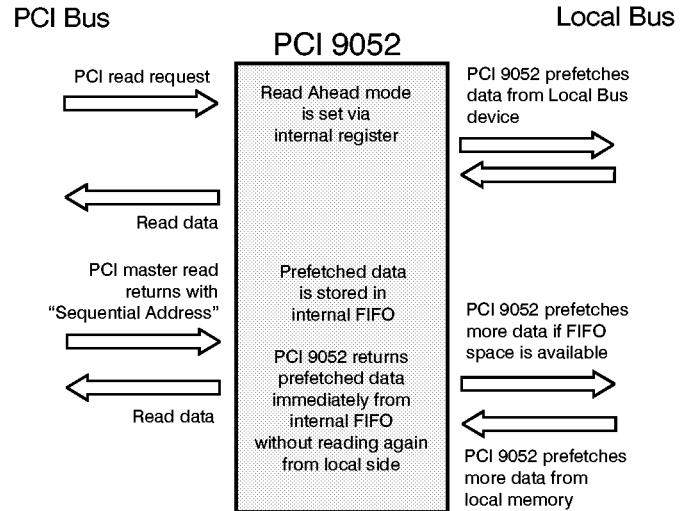 PCI Bus
Local Bus
PCI 9052
PCI read request
Read Ahead mode
is set via
internal register
PCI 9052 prefetches
data from Local Bus
device
Read data
PCI master read
returns with
“Sequential Address”
Prefetched data
is stored in
internal FIFO
PCI 9052 prefetches
more data if FIFO
space is available
PCI 9052 returns
prefetched data
immediately from
internal FIFO
without reading again
from local side
Read data
PCI 9052 prefetches
more data from
local memory